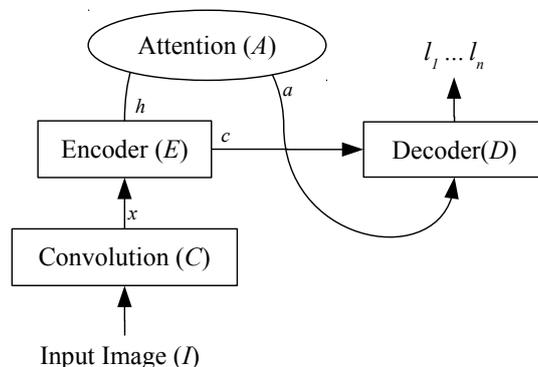 Attention (A)
l₁ ... lₙ
a
h
Encoder (E)
c
Decoder(D)
x
Convolution (C)
Input Image (I)